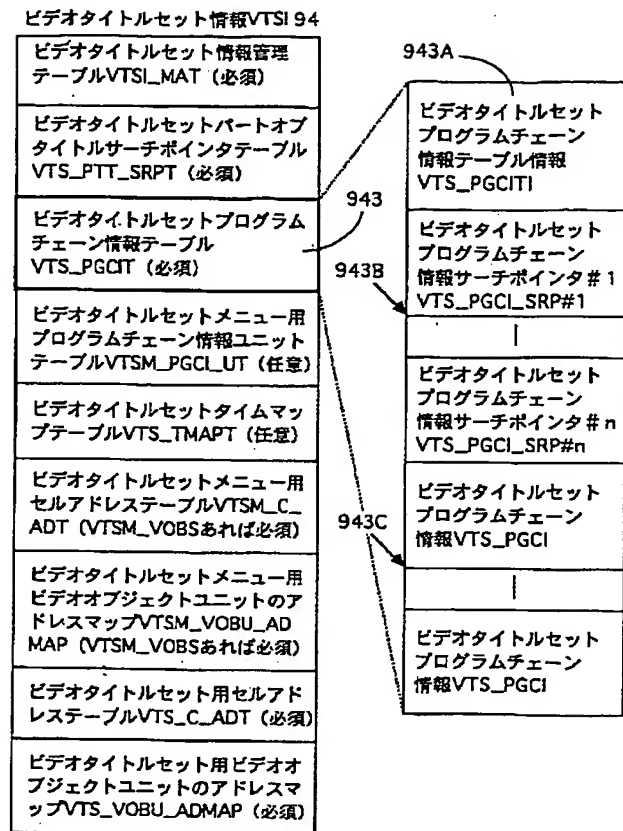 ビデオタイトルセット情報VTSI 94
ビデオタイトルセット情報管理
テーブルVTSI_MAT（必須）
ビデオタイトルセットパートオブ
タイトルサーチポインタテーブル
VTS_PTT_SRPT（必須）
ビデオタイトルセットプログラム
チェーン情報テーブル
VTS_PGCIT（必須）
ビデオタイトルセットメニュー用
プログラムチェーン情報ユニット
テーブルVTSM_PGCI_UT（任意）
ビデオタイトルセットタイムマッ
プテーブルVTS_TMAPT（任意）
ビデオタイトルセットメニュー用
セルアドレステーブルVTSM_C_
ADT（VTSM_VOBSあれば必須）
ビデオタイトルセットメニュー用
ビデオオブジェクトユニットのア
ドレスマップVTSM_VOBU_AD
MAP（VTSM_VOBSあれば必須）
ビデオタイトルセット用セルアド
レステーブルVTS_C_ADT（必須）
ビデオタイトルセット用ビデオオ
ブジェクトユニットのアドレスマ
ップVTS_VOBU_ADMAP（必須）
943
943A
943B
943C
ビデオタイトルセット
プログラムチェーン
情報テーブル情報
VTS_PGCITI
ビデオタイトルセット
プログラムチェーン
情報サーチポインタ＃1
VTS_PGCI_SRP#1
ビデオタイトルセット
プログラムチェーン
情報サーチポインタ＃n
VTS_PGCI_SRP#n
ビデオタイトルセット
プログラムチェーン
情報VTS_PGCI
ビデオタイトルセット
プログラムチェーン
情報VTS_PGCI